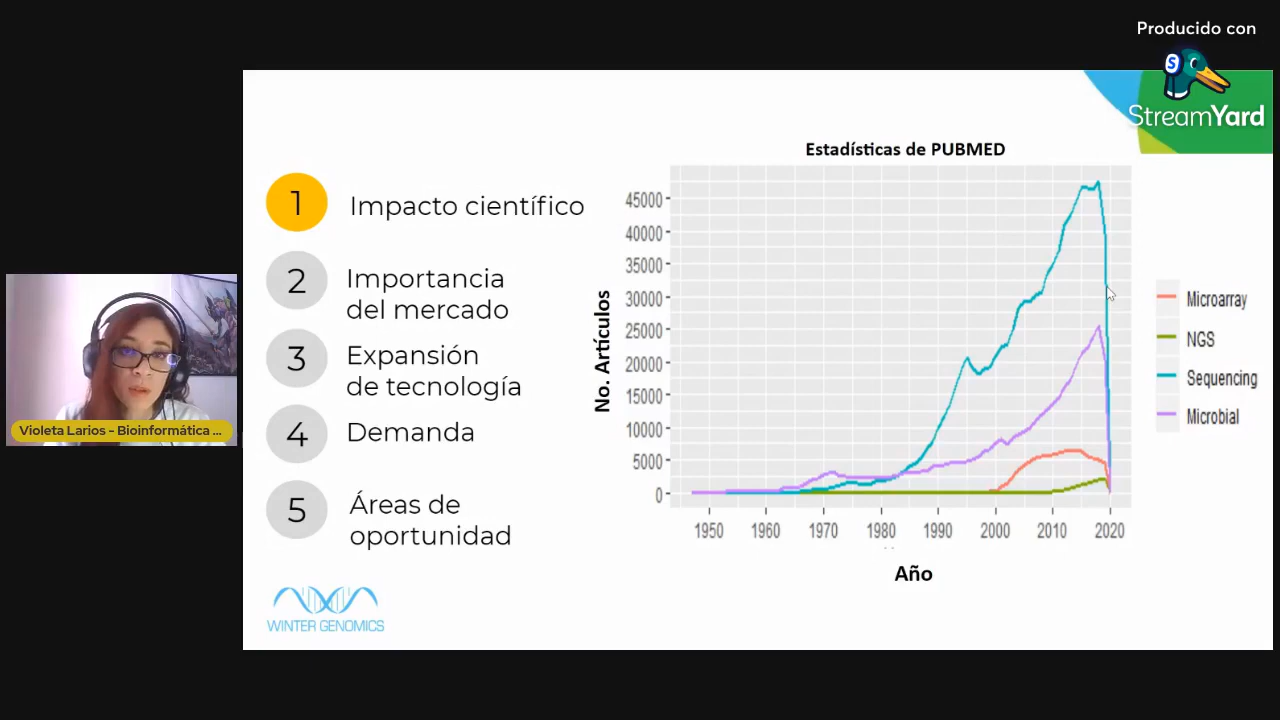 Producido con
StreamYard
1
Impacto científico
2
Importancia
del mercado
3
Expansión
de tecnología
4
Demanda
5
Áreas de
oportunidad
WINTER GENOMICS
Estadísticas de PUBMED
No. Artículos
45000
40000
35000
30000
25000
20000
15000
10000
5000
0
1950 1960 1970 1980 1990 2000 2010 2020
Año
Microarray
NGS
Sequencing
Microbial
Violeta Larios - Bioinformática ...